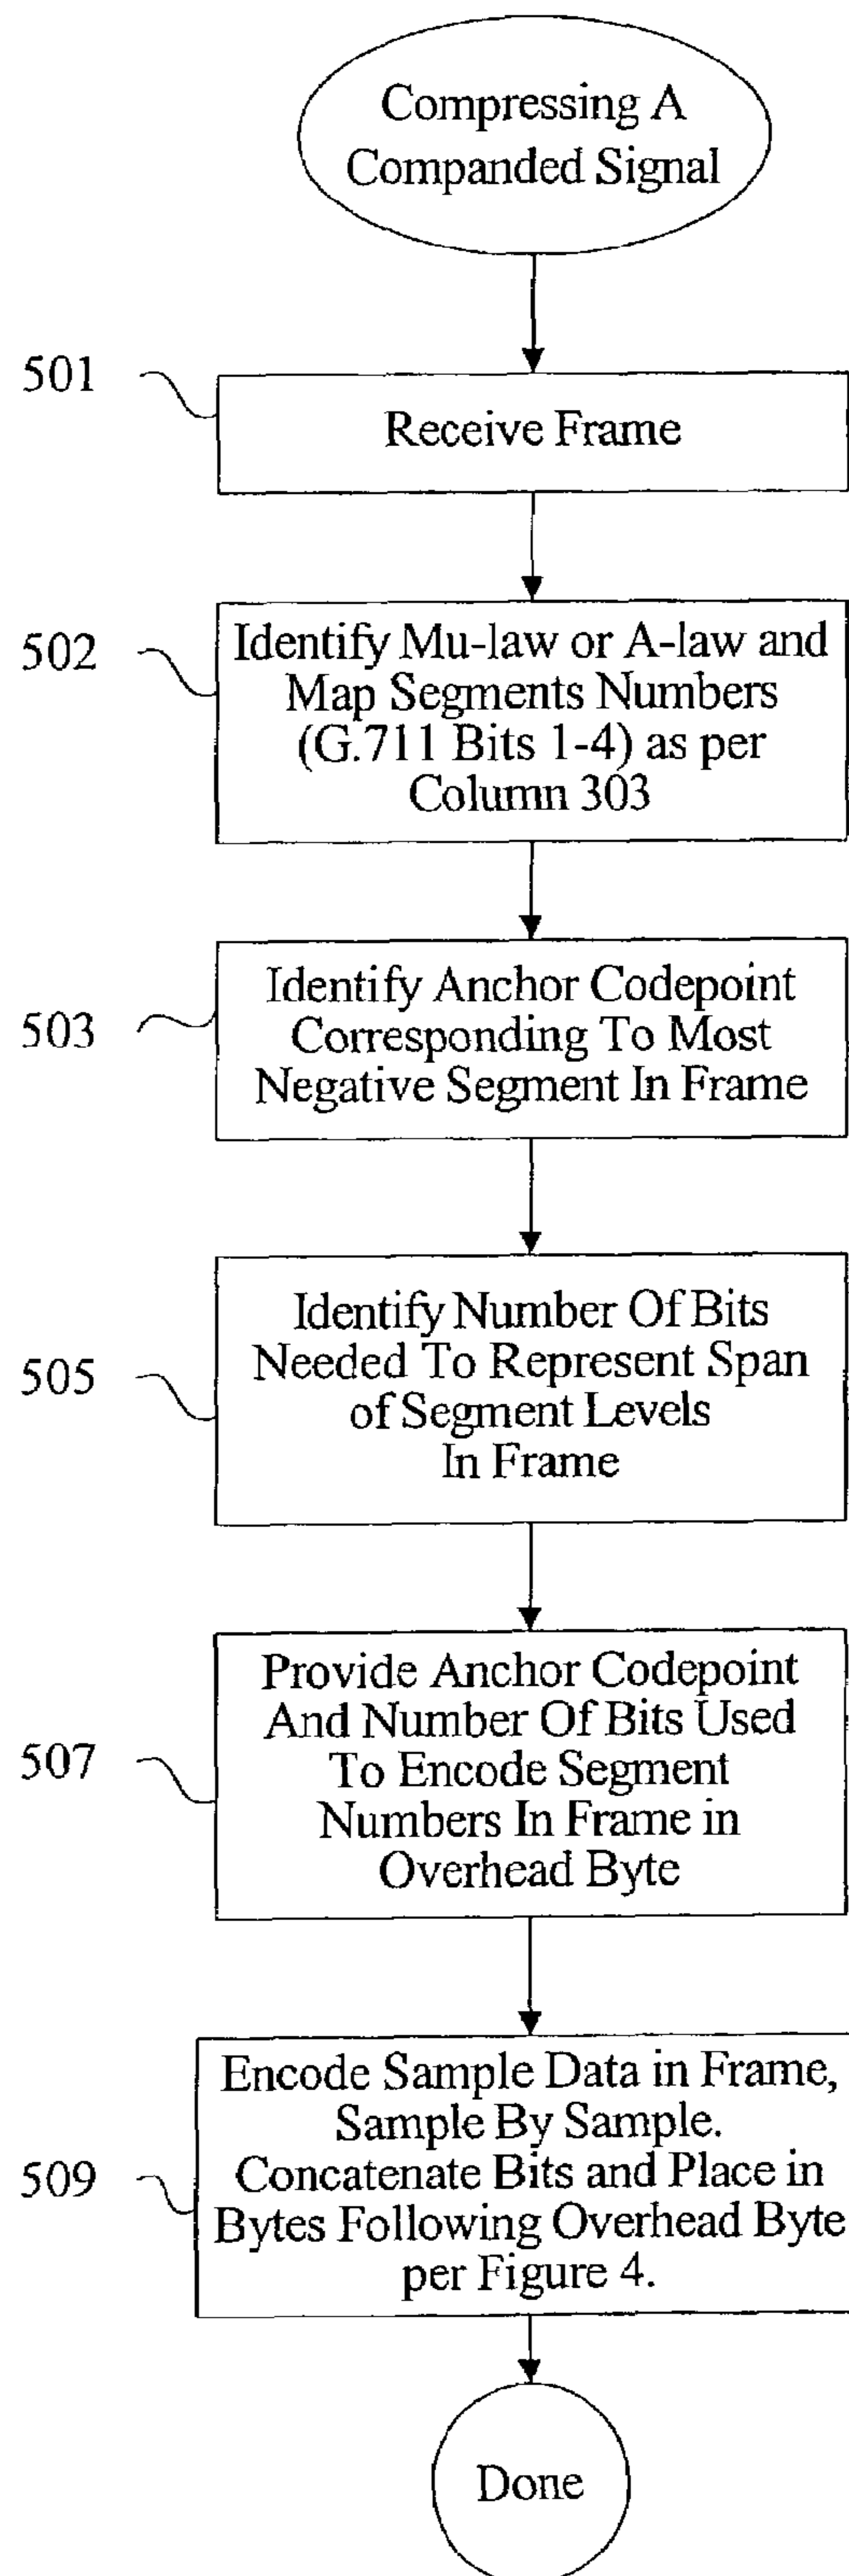 Compressing A
Companded Signal
501
Receive Frame
502
Identify Mu-law or A-law and
Map Segments Numbers
(G.711 Bits 1-4) as per
Column 303
503
Identify Anchor Codepoint
Corresponding To Most
Negative Segment In Frame
505
Identify Number Of Bits
Needed To Represent Span
of Segment Levels
In Frame
507
Provide Anchor Codepoint
And Number Of Bits Used
To Encode Segment
Numbers In Frame in
Overhead Byte
509
Encode Sample Data in Frame,
Sample By Sample.
Concatenate Bits and Place in
Bytes Following Overhead Byte
per Figure 4.
Done